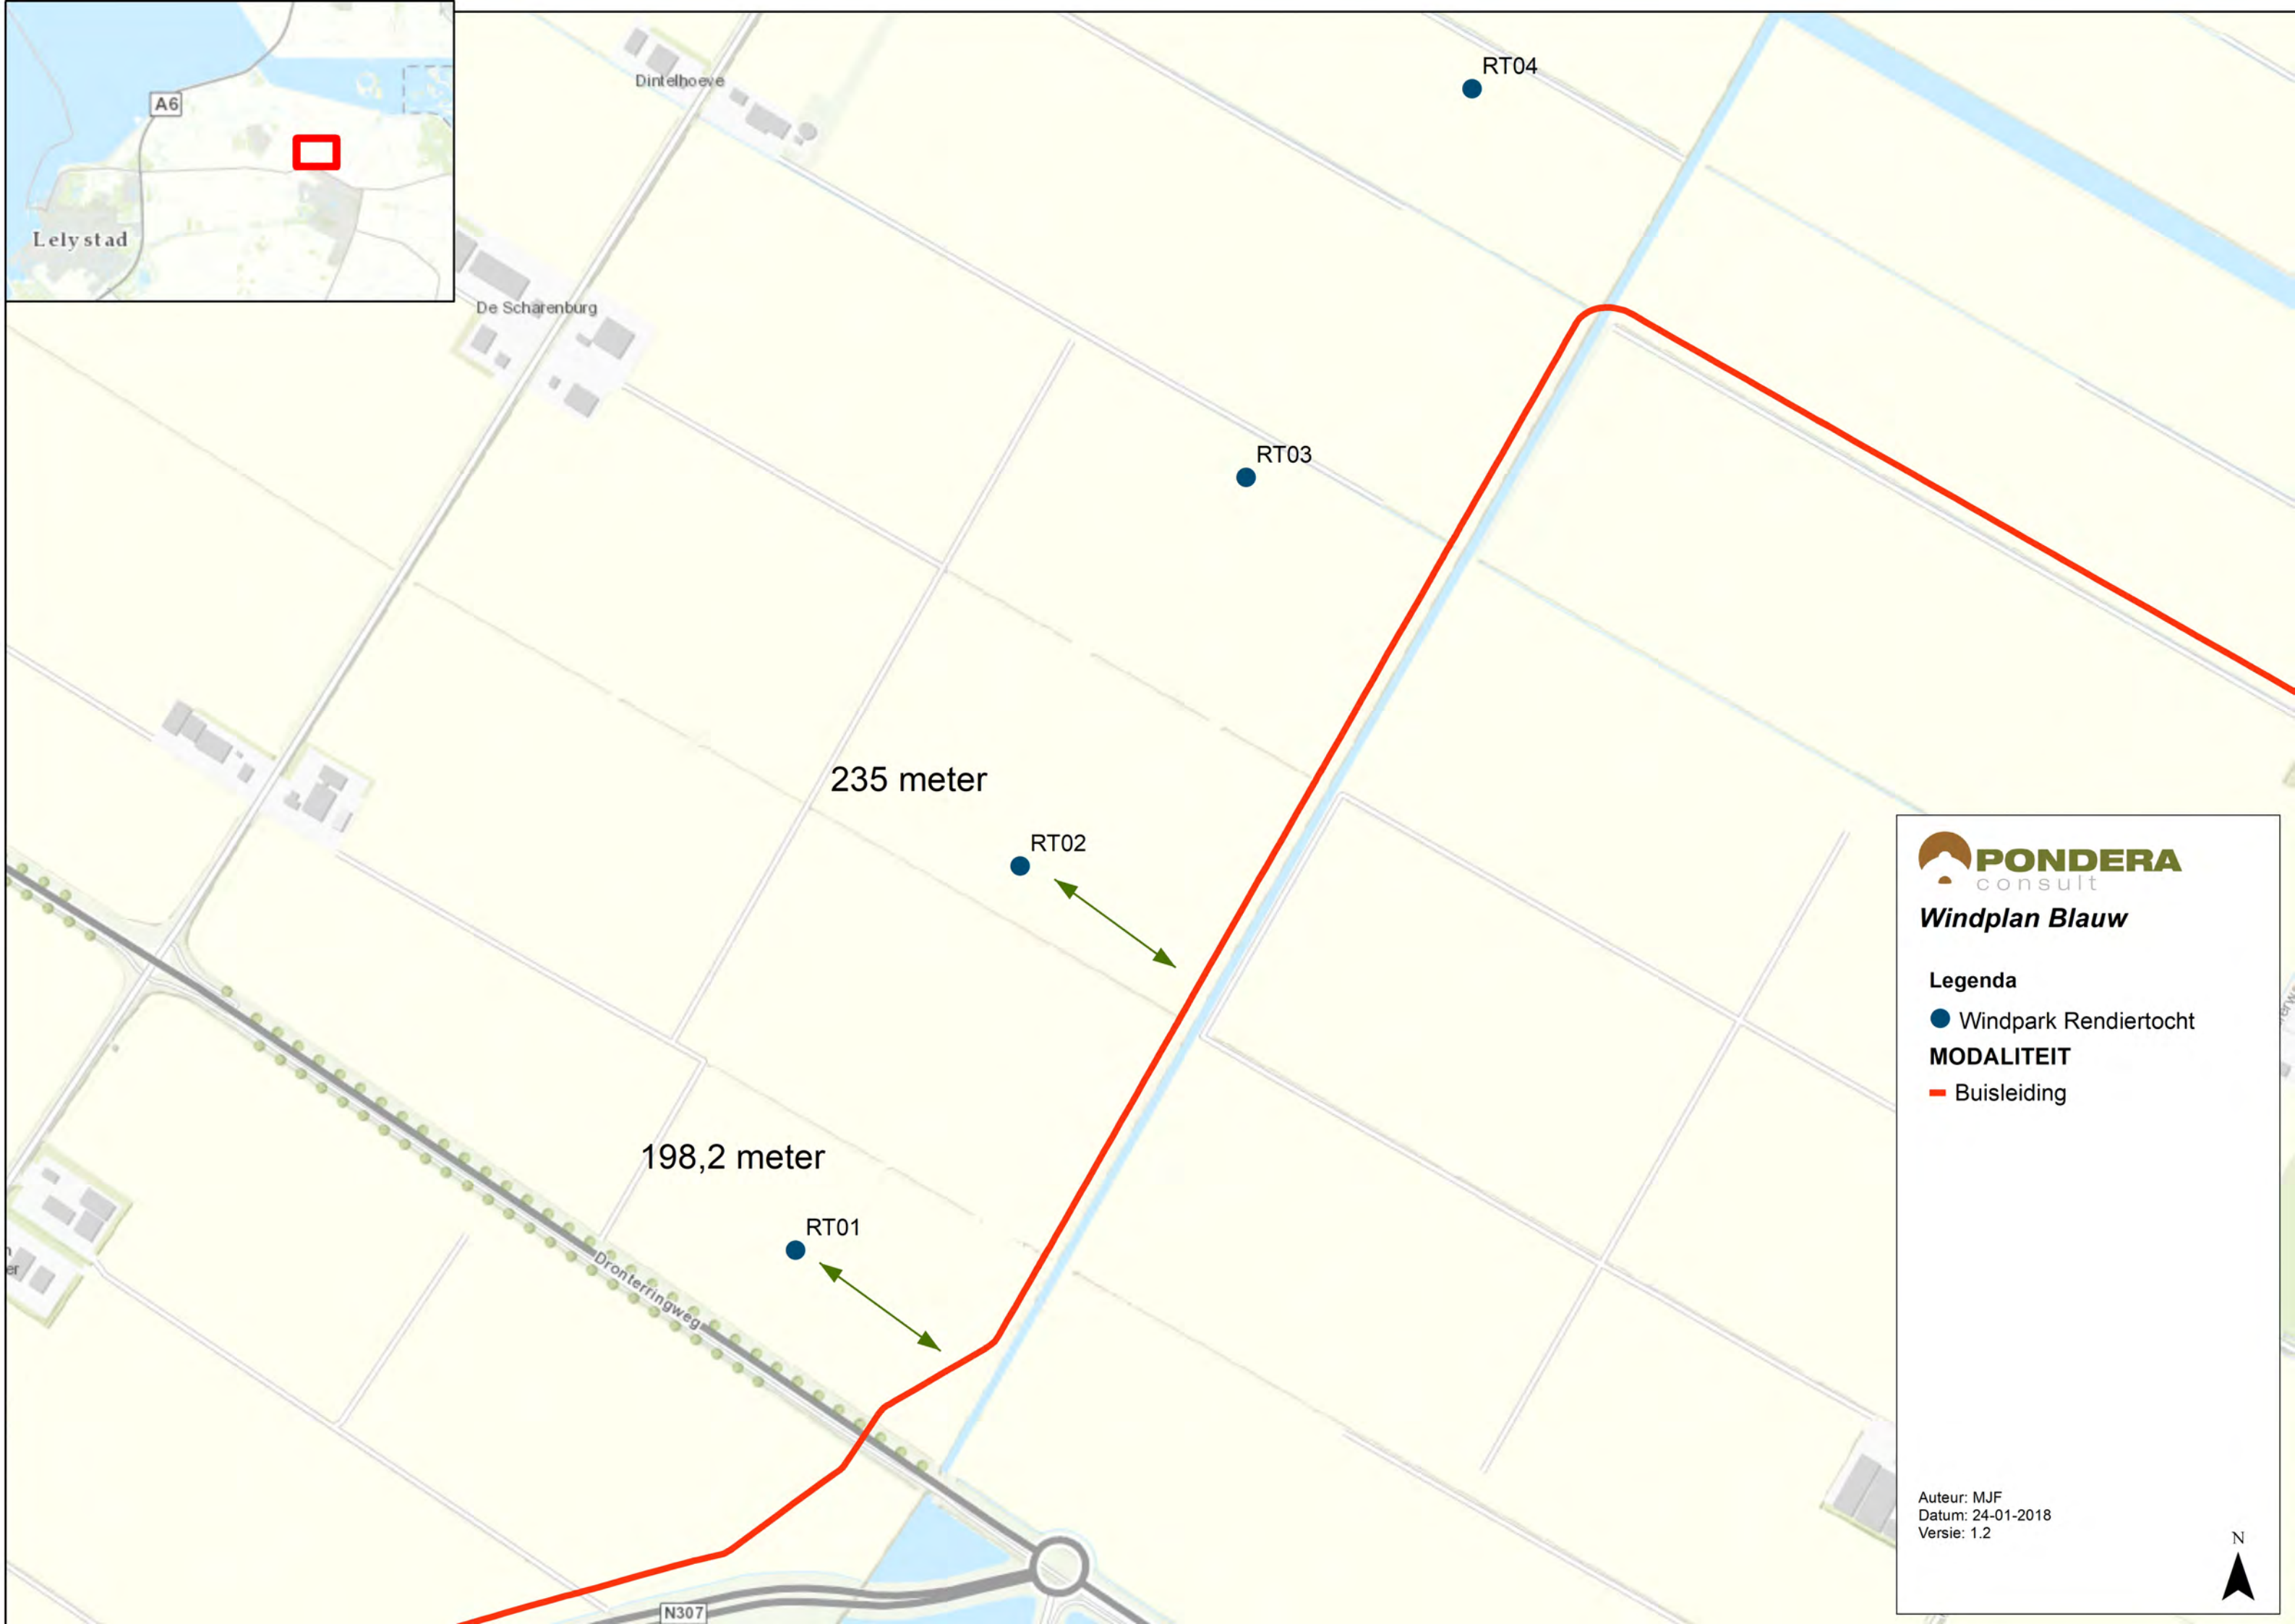 A6
Lelystad
Dintelhoeve
De Scharenburg
RT04
RT03
235 meter
RT02
198,2 meter
RT01
Dronterringweg
N307
PONDERA
consult
Windplan Blauw
Legenda
Windpark Rendiertocht
MODALITEIT
Buisleiding
Auteur: MJF
Datum: 24-01-2018
Versie: 1.2
N